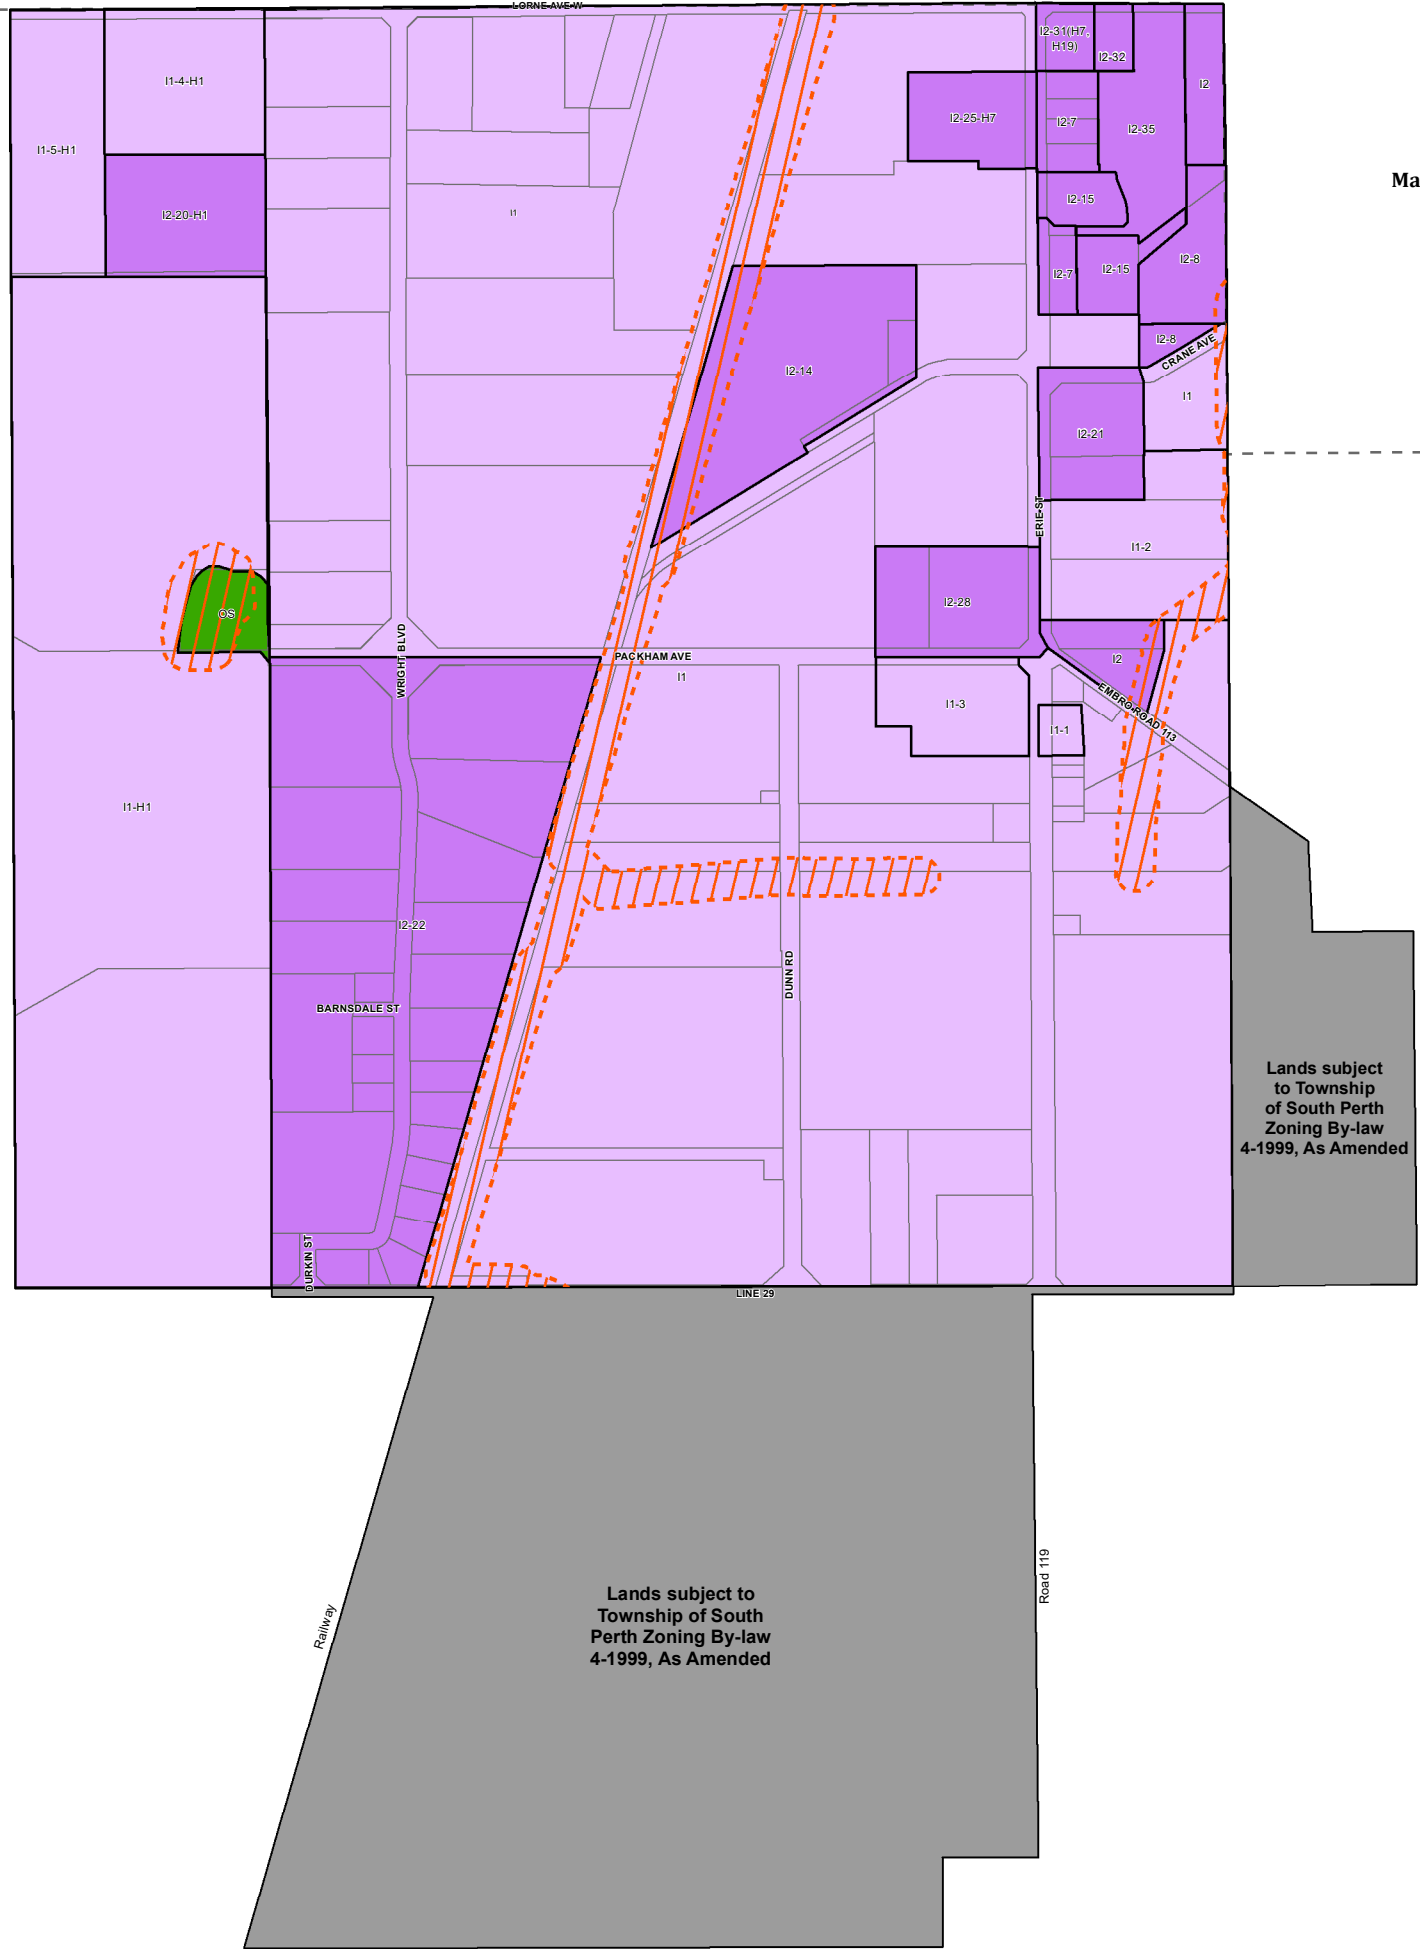 LORNE AVE W
I2-31(H7,
H19)
I2-32
I1-4-H1
I2
I2-25-H7
I2-7
I2-35
I1-5-H1
Ma
I2-15
I2-20-H1
I1
I2-8
I2-7
I2-15
I2-8
CRANE AVE
I2-14
I1
I2-21
ERIE ST
I1-2
I2-28
OS
WRIGHT BLVD
PACKHAM AVE
I2
I1
EMBRO ROAD 113
I1-3
I1-1
I1-H1
I2-22
DUNN RD
BARNSDALE ST
Lands subject
to Township
of South Perth
Zoning By-law
4-1999, As Amended
DURKIN ST
LINE 29
Road 119
Railway
Lands subject to
Township of South
Perth Zoning By-law
4-1999, As Amended